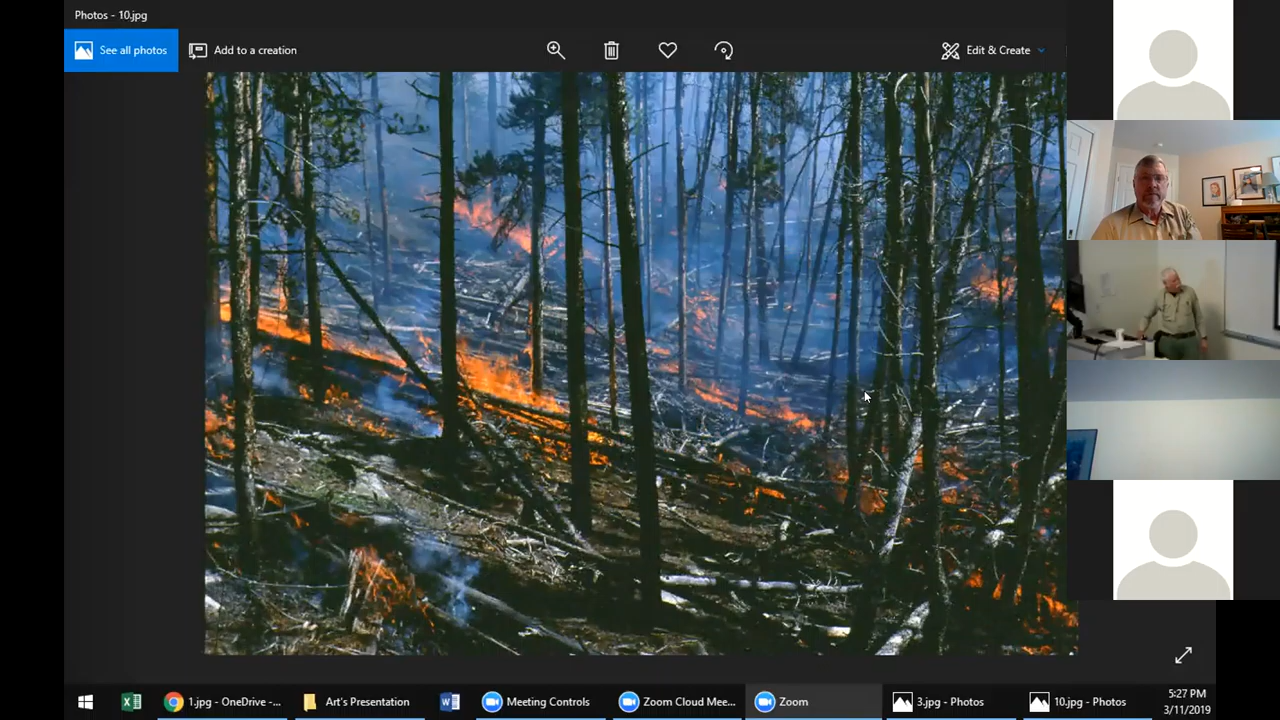 Photos - 10.jpg
See all photos
Add to a creation
Edit & Create
1.jpg - OneDrive -...
Art's Presentation
Meeting Controls
Zoom Cloud Mee...
Zoom
3.jpg - Photos
10.jpg - Photos
5:27 PM
3/11/2019